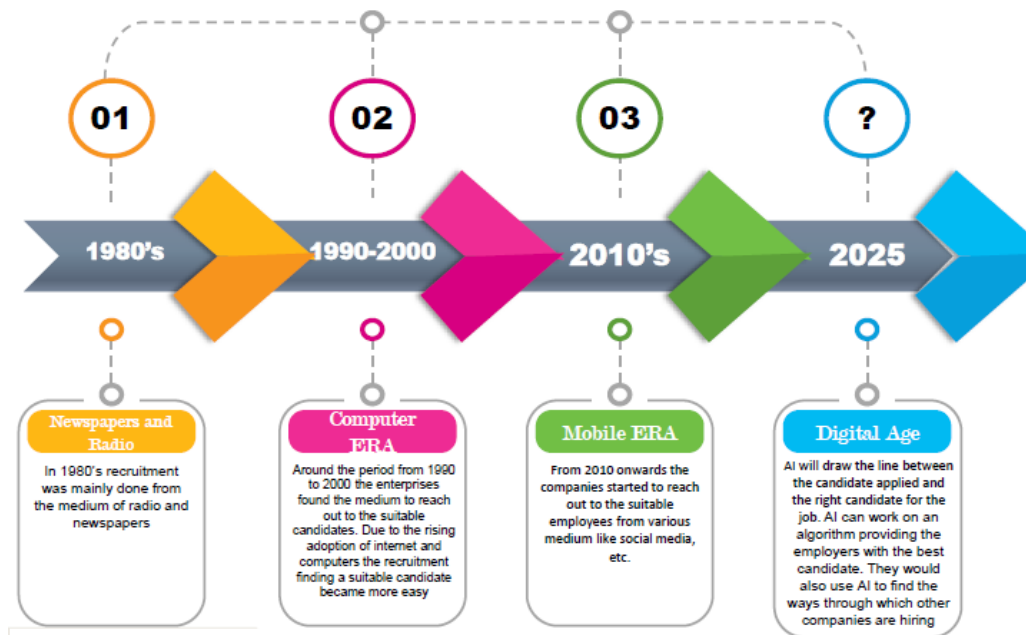 01
02
03
?
1980's
1990-2000
2010's
2025
Newspapers and
Radio
In 1980's recruitment
was mainly done from
the medium of radio and
newspapers
Computer
ERA
Around the period from 1990
to 2000 the enterprises
found the medium to reach
out to the suitable
candidates. Due to the rising
adoption of internet and
computers the recruitment
finding a suitable candidate
became more easy
Mobile ERA
From 2010 onwards the
companies started to reach
out to the suitable
employees from various
medium like social media,
etc.
Digital Age
AI will draw the line between
the candidate applied and
the right candidate for the
job. AI can work on an
algorithm providing the
employers with the best
candidate. They would
also use AI to find the
ways through which other
companies are hiring